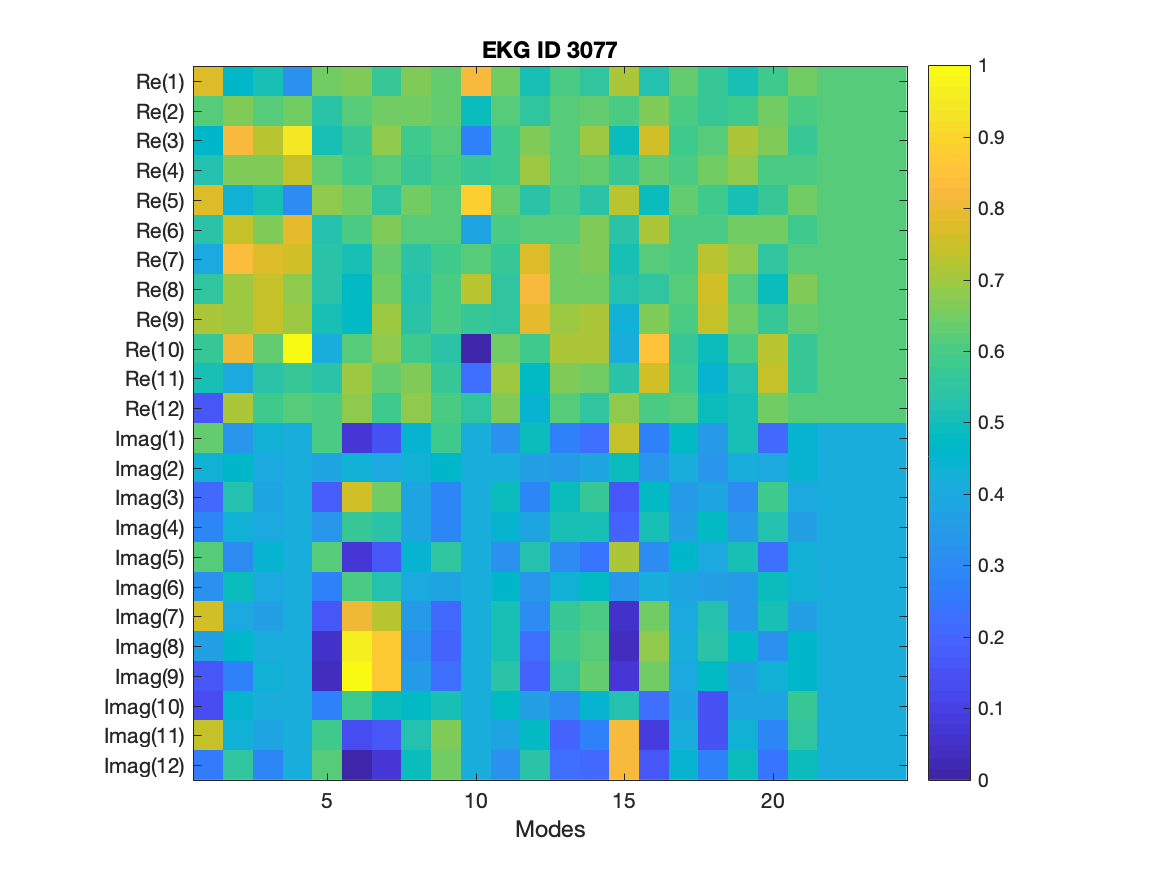 EKG ID 3077
Re(1)
Re(2)
Re(3)
Re(4)
Re(5)
Re(6)
Re(7)
Re(8)
Re(9)
Re(10)
Re(11)
Re(12)
Imag(1)
Imag(2)
Imag(3)
Imag(4)
Imag(5)
Imag(6)
Imag(7)
Imag(8)
Imag(9)
Imag(10)
Imag(11)
Imag(12)
5 10 15 20
Modes
1
0.9
0.8
0.7
0.6
0.5
0.4
0.3
0.2
0.1
0